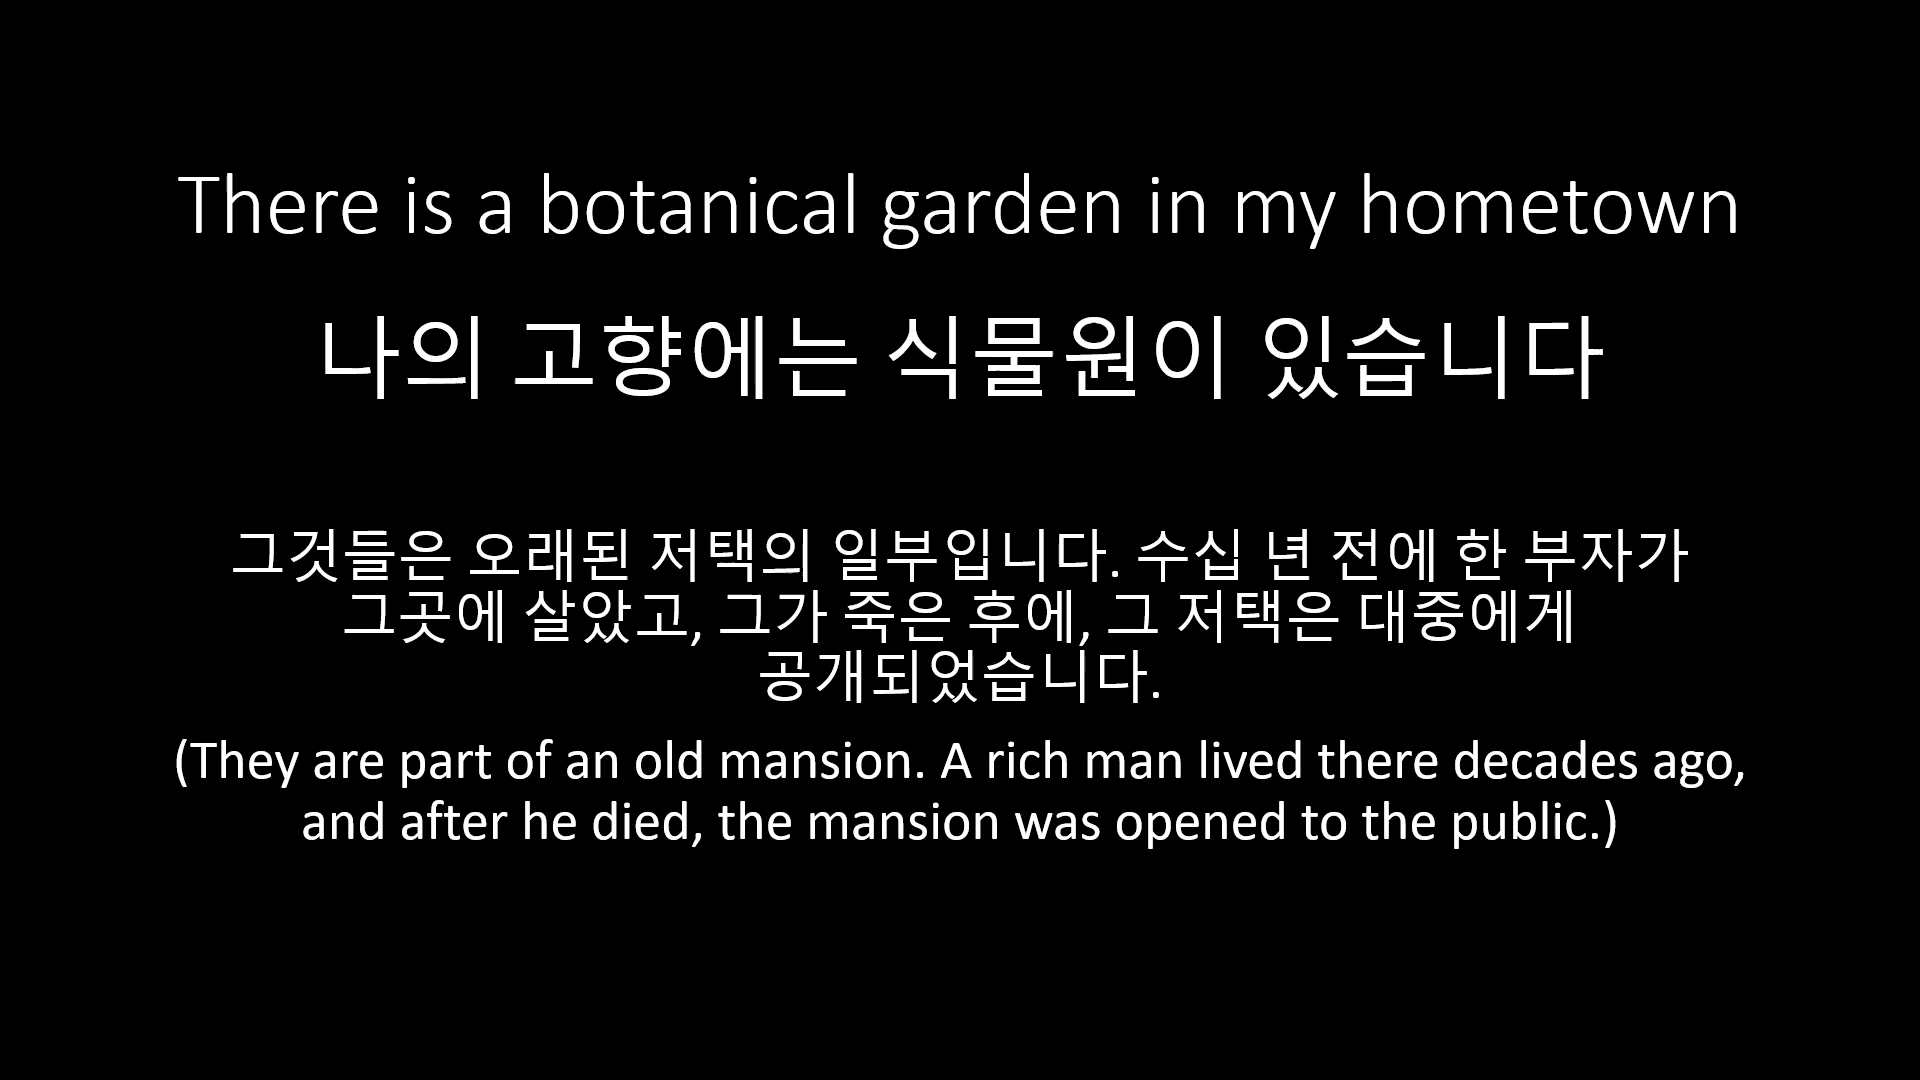 There is a botanical garden in my hometown
나의 고향에는 식물원이 있습니다
그것들은 오래된 저택의 일부입니다. 수십 년 전에 한 부자가
그곳에 살았고, 그가 죽은 후에, 그 저택은 대중에게
공개되었습니다.
(They are part of an old mansion. A rich man lived there decades ago,
and after he died, the mansion was opened to the public.)